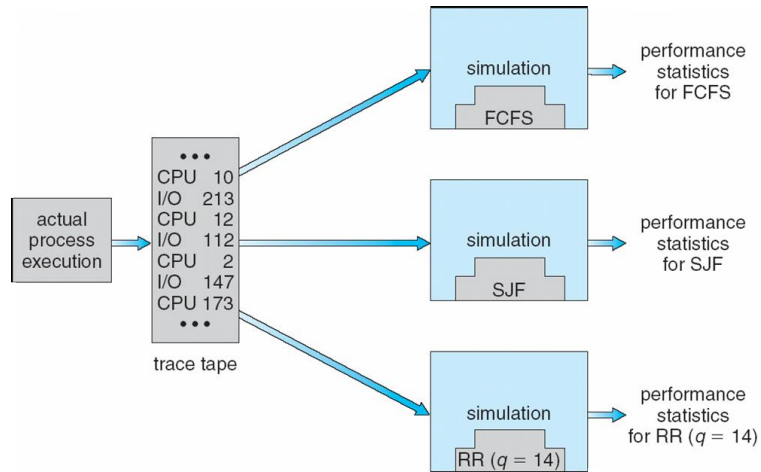 actual
process
execution
• • •
CPU 10
I/O 213
CPU 12
I/O 112
CPU 2
I/O 147
CPU 173
• • •
trace tape
simulation
FCFS
performance
statistics
for FCFS
simulation
SJF
performance
statistics
for SJF
simulation
RR (q = 14)
performance
statistics
for RR (q = 14)